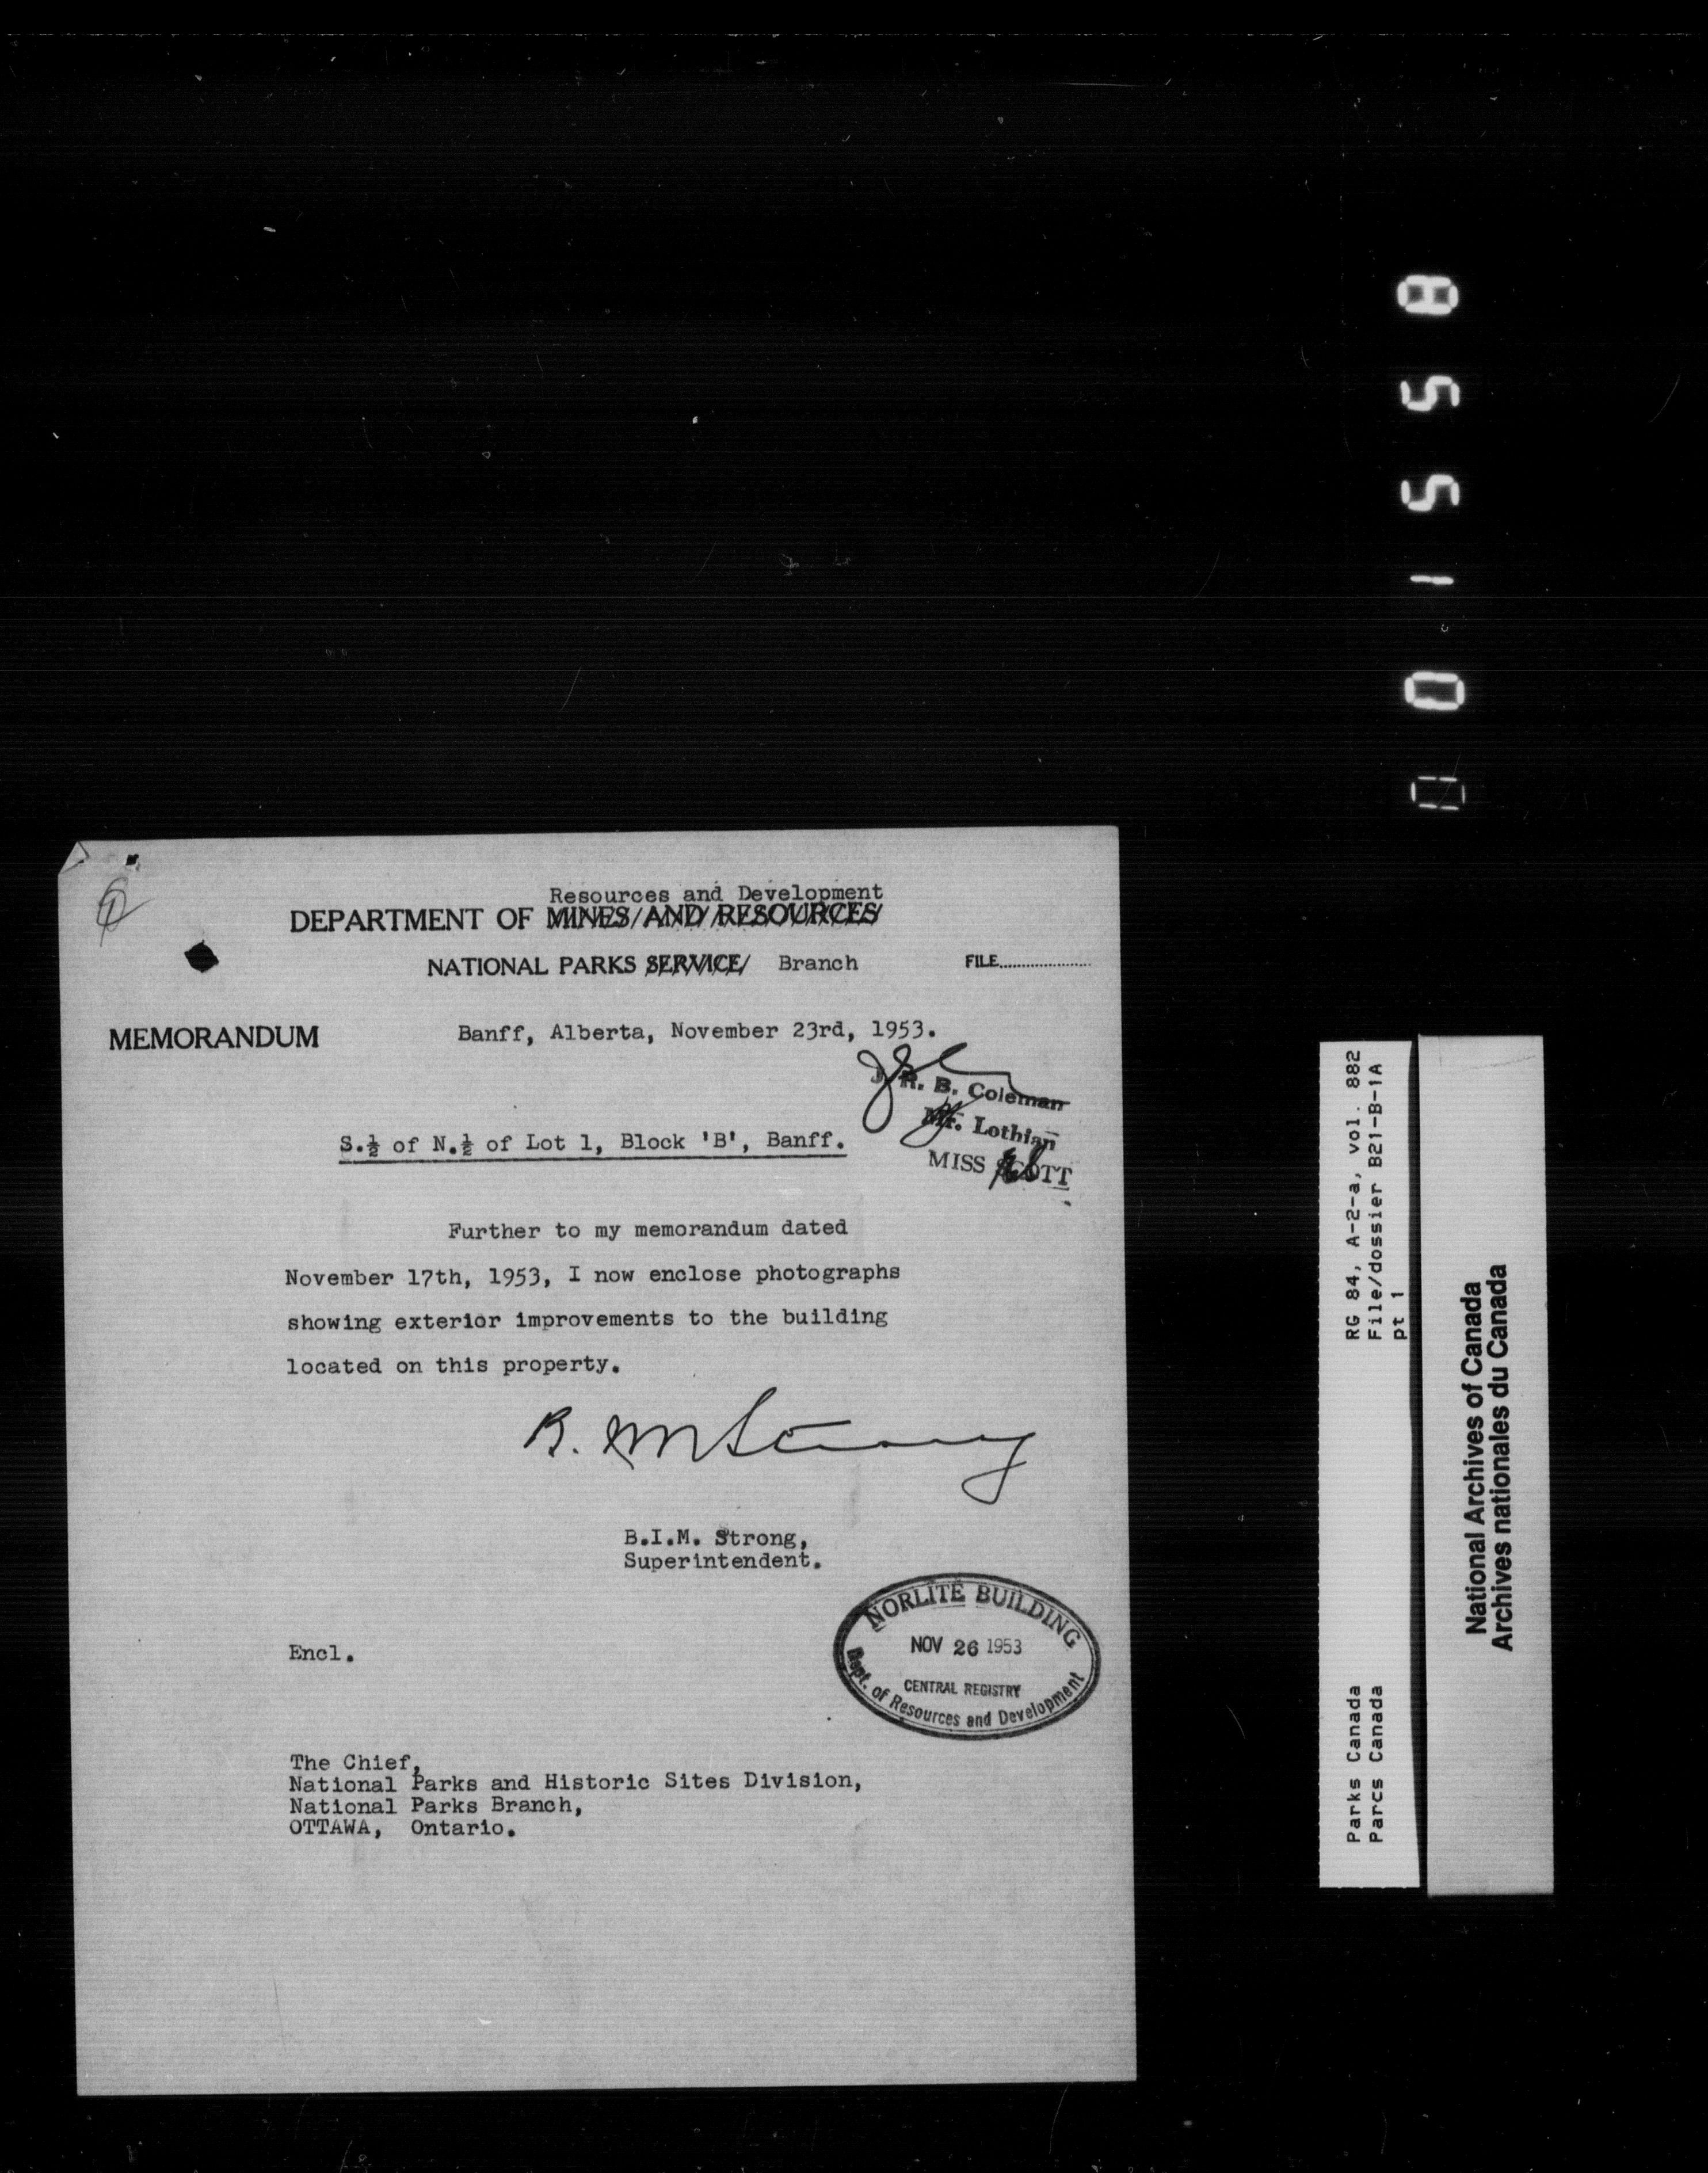 Resources and Development
DEPARTMENT OF MINES AND RESOURCES
NATIONAL PARKS SERVICE Branch FILE....................
MEMORANDUM Banff, Alberta, November 23rd, 1953.
J. R. B. Coleman
Mr. Lothian
MISS SCOTT
S.½ of N.½ of Lot 1, Block 'B', Banff.
Further to my memorandum dated
November 17th, 1953, I now enclose photographs
showing exterior improvements to the building
located on this property.
B.I.M. Strong,
Superintendent.
NORLITE BUILDING
NOV 26 1953
CENTRAL REGISTRY
Dept. of Resources and Development
Encl.
The Chief,
National Parks and Historic Sites Division,
National Parks Branch,
OTTAWA, Ontario.
RG 84, A-2-a, vol. 882
File/dossier B21-B-1A
pt 1
Parks Canada
Parcs Canada
National Archives of Canada
Archives nationales du Canada
001558